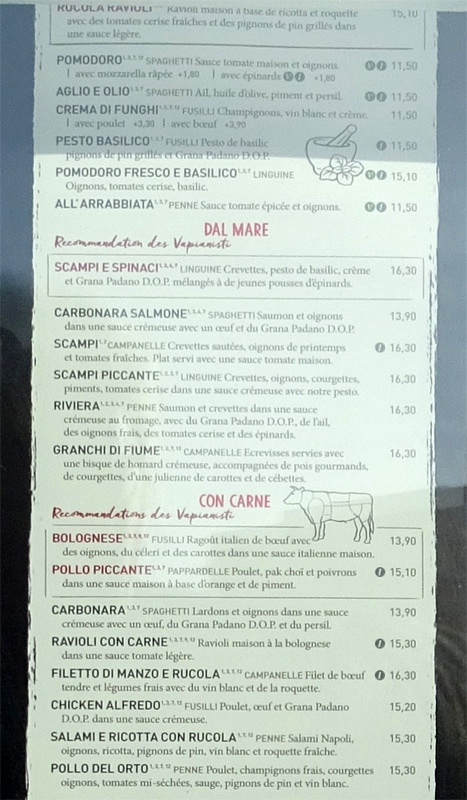 RUCOLA RAVIOLI Ravioli maison à base de ricotta et roquette 15,10
avec des tomates cerise fraîches et des pignons de pin grillés dans
une sauce légère.
POMODORO SPAGHETTI Sauce tomate maison et oignons. 11,50
| avec mozzarella râpée +1,80 | avec épinards +1,80
AGLIO E OLIO SPAGHETTI Ail, huile d'olive, piment et persil. 11,50
CREMA DI FUNGHI FUSILLI Champignons, vin blanc et crème. 11,50
| avec poulet +3,30 | avec bœuf +3,90
PESTO BASILICO FUSILLI Pesto de basilic 11,50
pignons de pin grillés et Grana Padano D.O.P.
POMODORO FRESCO E BASILICO LINGUINE 15,10
Oignons, tomates cerise, basilic.
ALL'ARRABBIATA PENNE Sauce tomate épicée et oignons. 11,50
DAL MARE
Recommendation des Vapianisti
SCAMPI E SPINACI LINGUINE Crevettes, pesto de basilic, crème 16,30
et Grana Padano D.O.P. mélangés à de jeunes pousses d'épinards.
CARBONARA SALMONE SPAGHETTI Saumon et oignons 13,90
dans une sauce crémeuse avec un œuf et du Grana Padano D.O.P.
SCAMPI CAMPANELLE Crevettes sautées, oignons de printemps 16,30
et tomates fraîches. Plat servi avec une sauce tomate maison.
SCAMPI PICCANTE LINGUINE Crevettes, oignons, courgettes, 16,30
piments, tomates cerise dans une sauce crémeuse avec notre pesto.
RIVIERA PENNE Saumon et crevettes dans une sauce 16,30
crémeuse au fromage, avec du Grana Padano D.O.P., de l'ail,
des oignons frais, des tomates cerise et des épinards.
GRANCHI DI FIUME CAMPANELLE Ecrevisses servies avec 16,30
une bisque de homard crémeuse, accompagnées de pois gourmands,
de courgettes, d'une julienne de carottes et de cébettes.
CON CARNE
Recommendations des Vapianisti
BOLOGNESE FUSILLI Ragoût italien de bœuf avec 13,90
des oignons, du céleri et des carottes dans une sauce italienne maison.
POLLO PICCANTE PAPPARDELLE Poulet, pak choï et poivrons 15,10
dans une sauce maison à base d'orange et de piment.
CARBONARA SPAGHETTI Lardons et oignons dans une sauce 13,90
crémeuse avec un œuf, du Grana Padano D.O.P. et du persil.
RAVIOLI CON CARNE Ravioli maison à la bolognese 15,30
dans une sauce tomate légère.
FILETTO DI MANZO E RUCOLA CAMPANELLE Filet de bœuf 16,30
tendre et légumes frais avec du vin blanc et de la roquette.
CHICKEN ALFREDO FUSILLI Poulet, œuf et Grana Padano 15,20
D.O.P. dans une sauce crémeuse.
SALAMI E RICOTTA CON RUCOLA PENNE Salami Napoli, 15,30
oignons, ricotta, pignons de pin, vin blanc et roquette fraîche.
POLLO DEL ORTO PENNE Poulet, champignons frais, courgettes 15,30
oignons, tomates mi-séchées, sauge, pignons de pin et vin blanc.